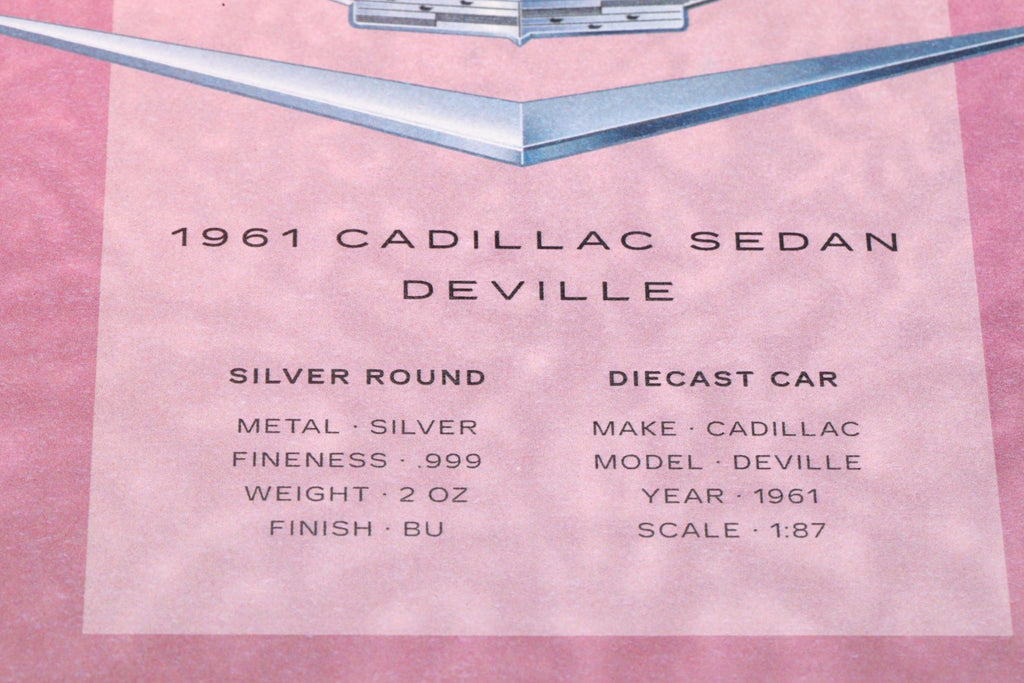 1961 CADILLAC SEDAN
DEVILLE
SILVER ROUND
METAL · SILVER
FINENESS · .999
WEIGHT · 2 OZ
FINISH · BU
DIECAST CAR
MAKE · CADILLAC
MODEL · DEVILLE
YEAR · 1961
SCALE · 1:87